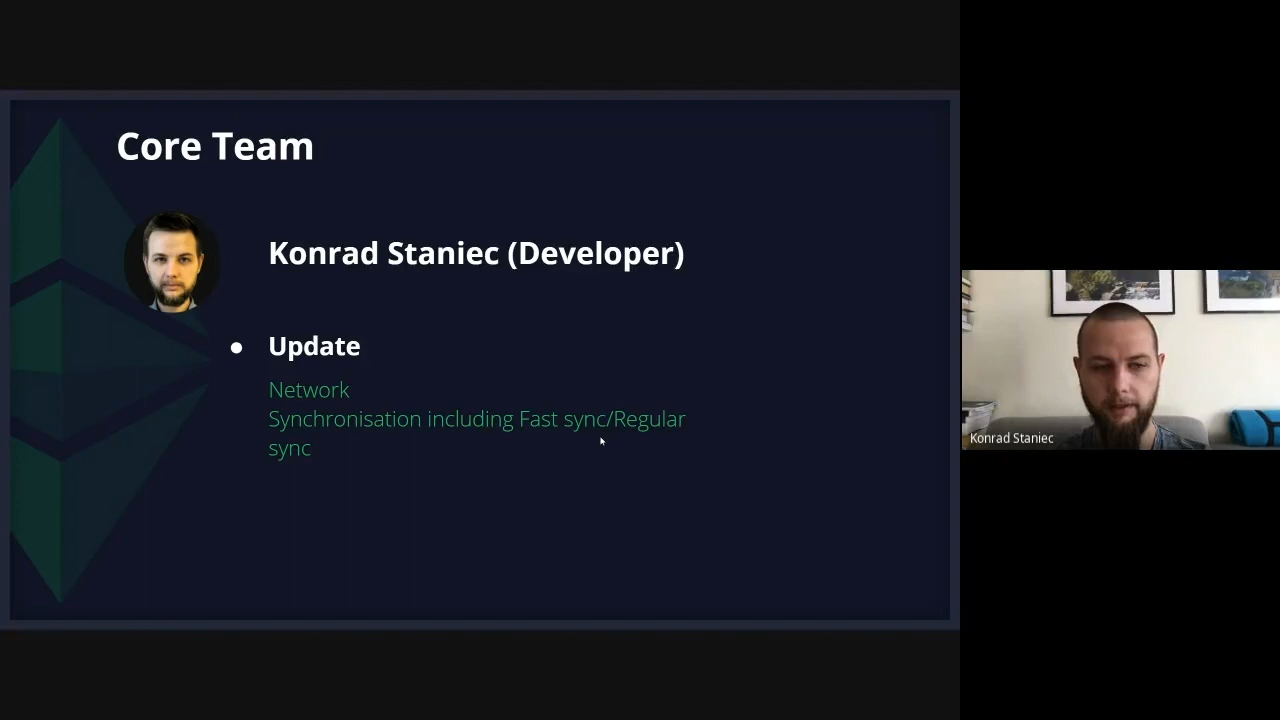 Core Team
Konrad Staniec (Developer)
● Update
Network
Synchronisation including Fast sync/Regular
sync
Konrad Staniec